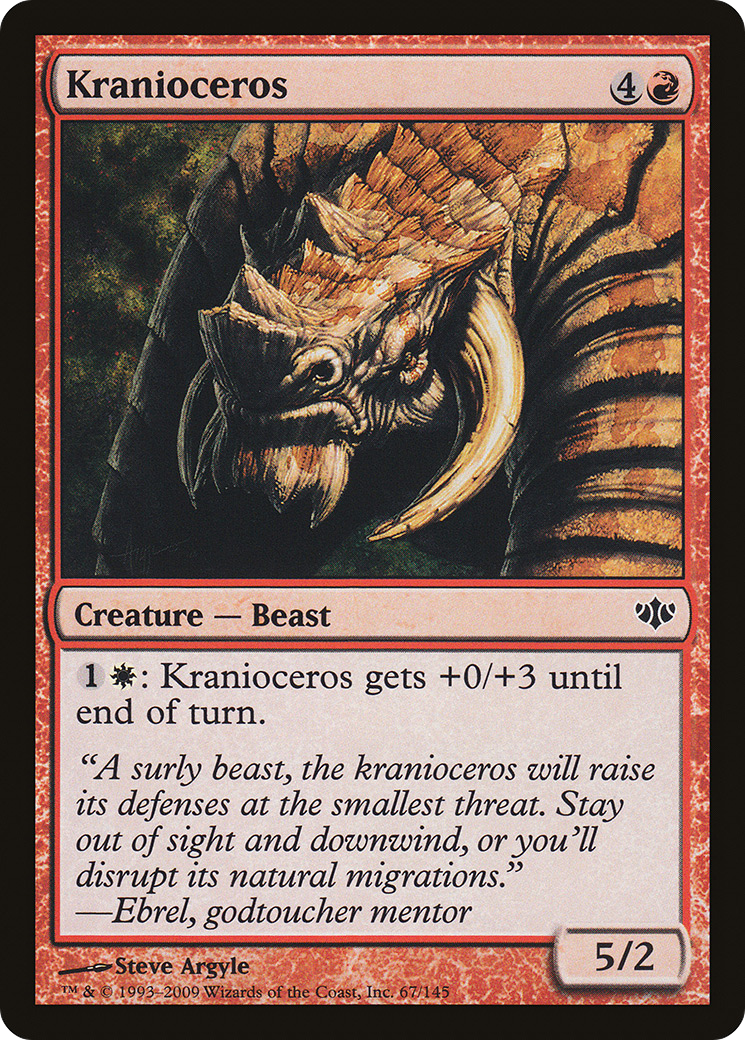 Kranioceros 4
Creature — Beast
1 : Kranioceros gets +0/+3 until
end of turn.
“A surly beast, the kranioceros will raise
its defenses at the smallest threat. Stay
out of sight and downwind, or you’ll
disrupt its natural migrations.”
—Ebrel, godtoucher mentor
5/2
Steve Argyle
™ & © 1993–2009 Wizards of the Coast, Inc. 67/145